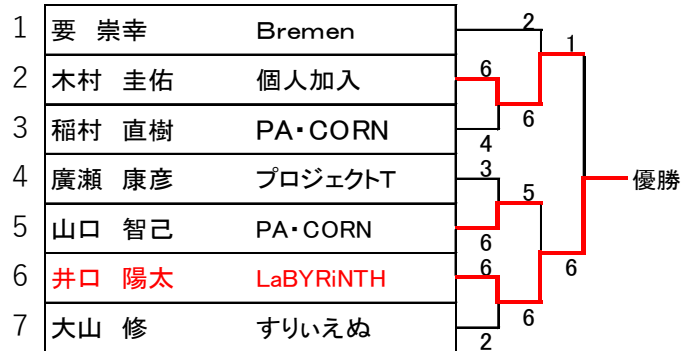 1 要 崇幸 Bremen
2 木村 圭佑 個人加入
3 稲村 直樹 PA・CORN
4 廣瀬 康彦 プロジェクトT
5 山口 智己 PA・CORN
6 井口 陽太 LaBYRiNTH
7 大山 修 すりぃえぬ
2
1
6
6
4
3
5
優勝
6
6
6
6
2